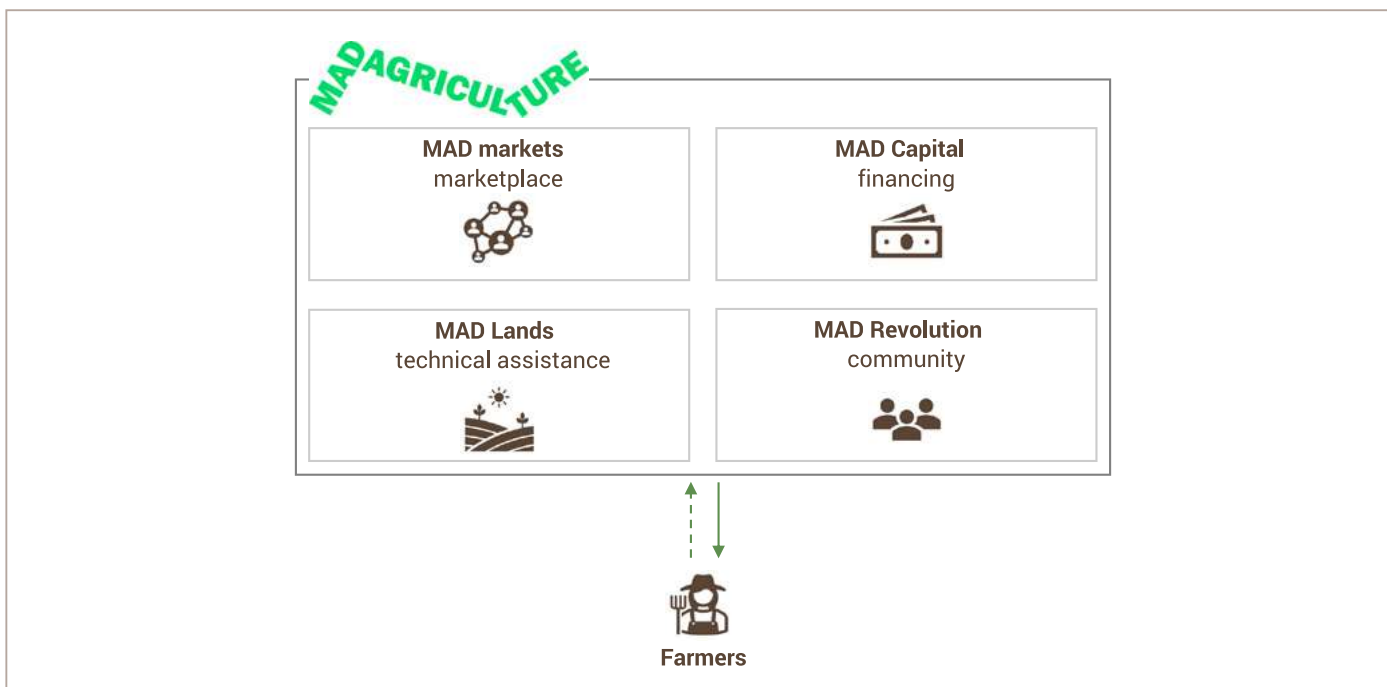 MADAGRICULTURE
MAD markets
marketplace
MAD Capital
financing
MAD Lands
technical assistance
MAD Revolution
community
Farmers